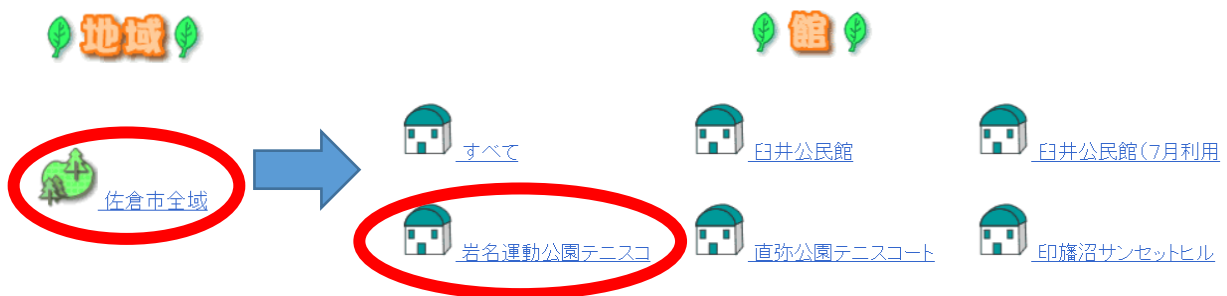 地域
館
すべて
臼井公民館
臼井公民館(7月利用
佐倉市全域
岩名運動公園テニスコ
直弥公園テニスコート
印旛沼サンセットヒル